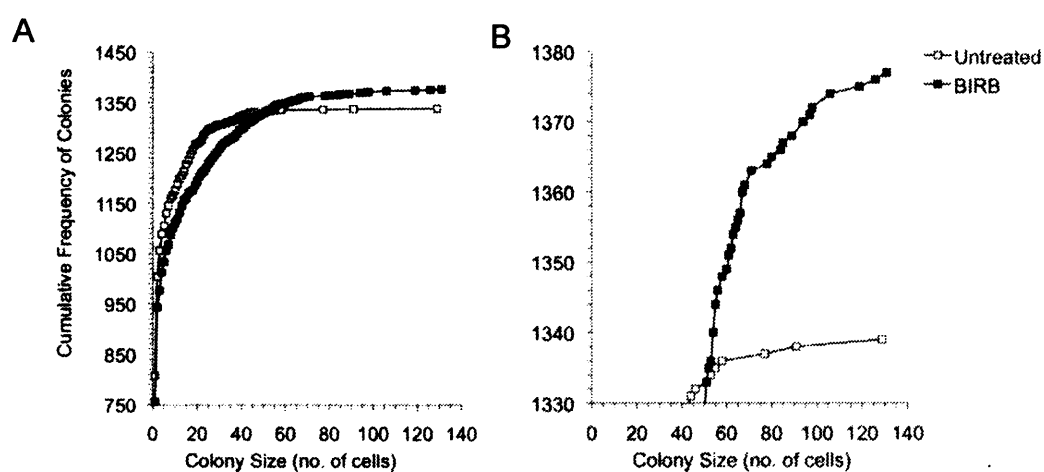 A
Cumulative Frequency of Colonies
1450
1350
1250
1150
1050
950
850
750
0 20 40 60 80 100 120 140
Colony Size (no. of cells)
B
1380
1370
1360
1350
1340
1330
0 20 40 60 80 100 120 140
Colony Size (no. of cells)
Untreated
BIRB